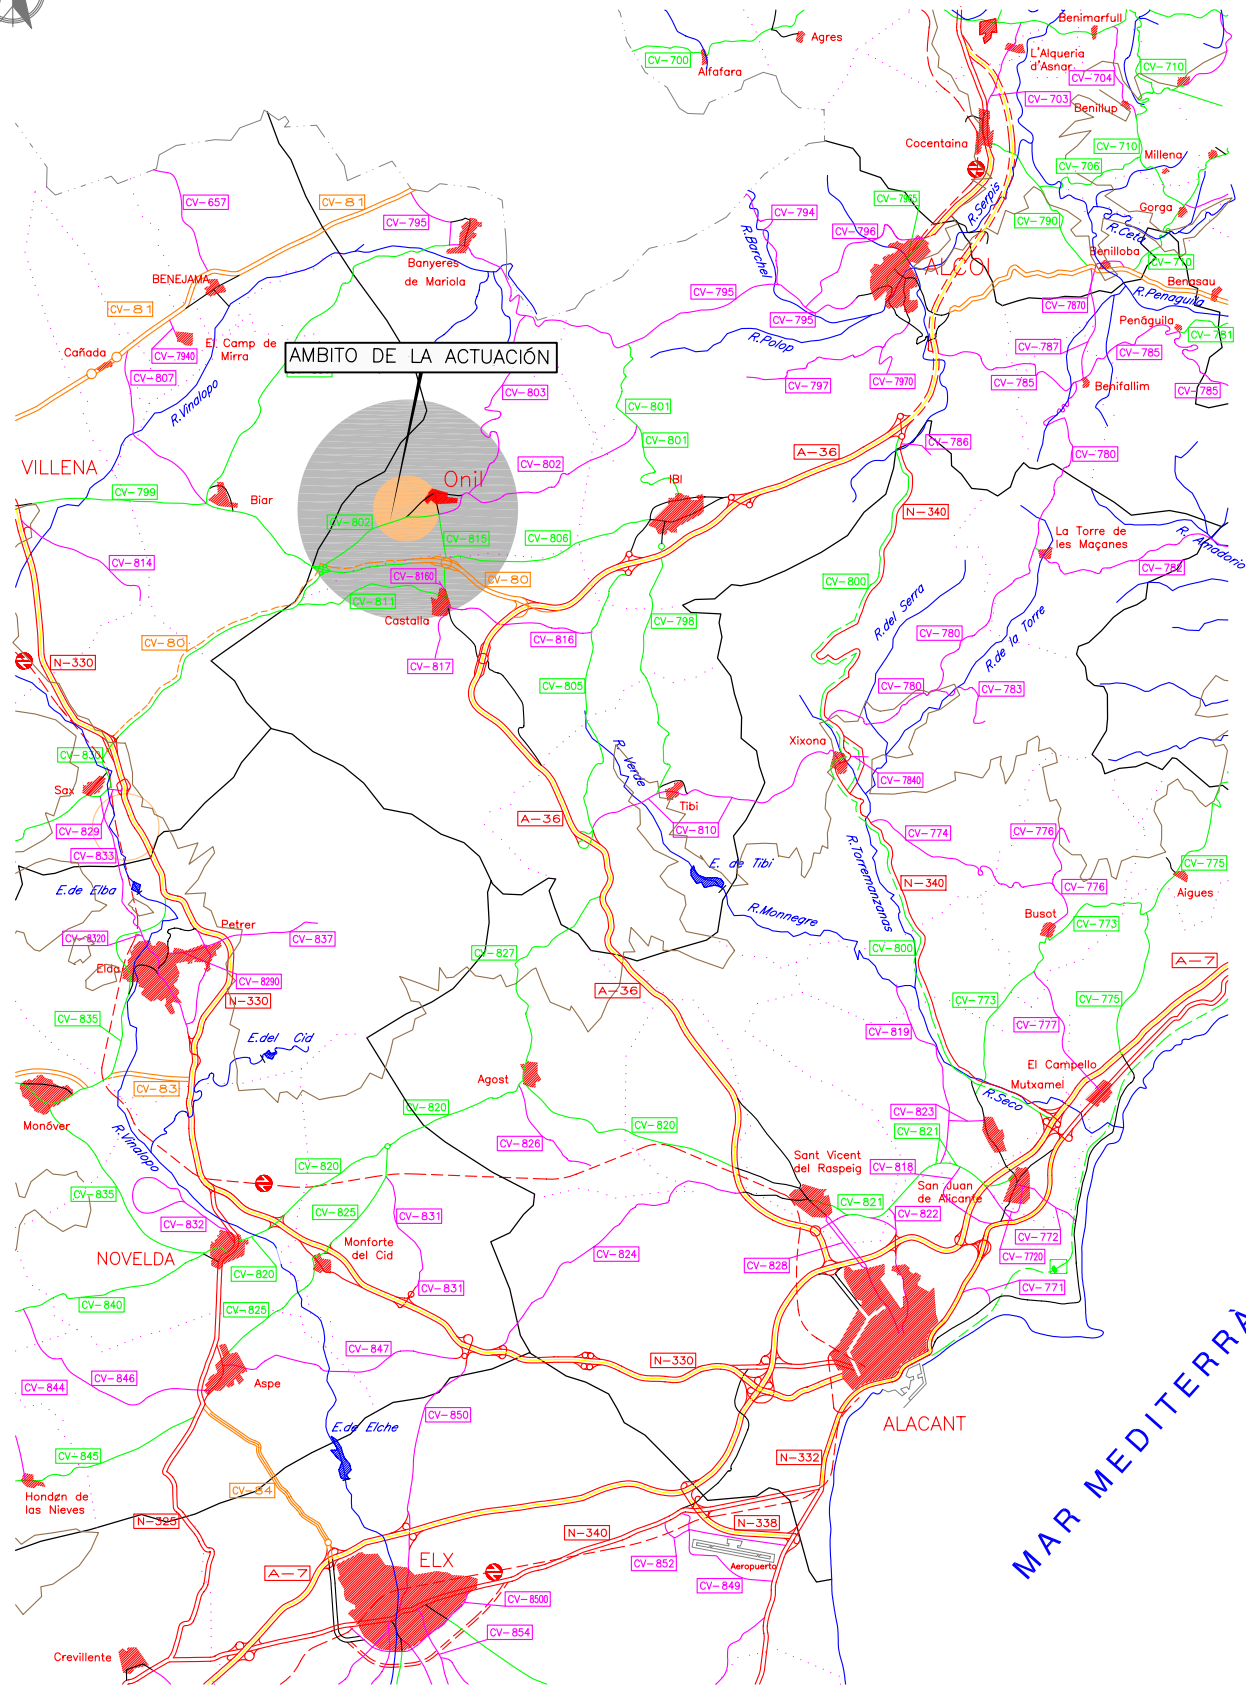 Benimarfull
Agres
CV-700
Alfafara
L'Alqueria
d'Asnar
CV-704
CV-710
CV-703
Benillup
Cocentaina
CV-710
Millena
CV-706
CV-657
CV-81
CV-795
CV-794
CV-796
CV-7975
R.Serpis
CV-790
Gorga
R.Ceta
R.Barchel
Banyeres
de Mariola
BENEJAMA
ALCOI
Benilloba
CV-710
Benasau
CV-81
CV-795
CV-795
CV-7870
R.Penaguila
Penáguila
CV-781
El Camp de
Mirra
CV-7940
Cañada
CV-807
R.Vinalopo
AMBITO DE LA ACTUACIÓN
R.Polop
CV-787
CV-785
CV-797
CV-7970
CV-785
Benifallim
CV-785
CV-803
CV-801
CV-801
CV-786
CV-780
A-36
VILLENA
CV-802
Onil
IBI
CV-799
Biar
N-340
CV-802
CV-815
CV-806
La Torre de
les Maçanes
R. Amadorio
CV-782
CV-814
CV-8160
CV-80
CV-811
CV-800
Castalla
R.del Serra
R.de la Torre
CV-798
CV-816
CV-780
CV-80
N-330
CV-817
CV-805
CV-780
CV-783
R. Verde
Xixona
CV-830
CV-7840
Sax
Tibi
CV-829
A-36
CV-810
CV-774
CV-776
CV-833
R.Torremanzanas
E. de Tibi
CV-775
E.de Elba
N-340
CV-776
Aigues
R.Monnegre
Busot
CV-773
Petrer
CV-8320
CV-837
CV-827
CV-800
Elda
CV-8290
A-7
N-330
A-36
CV-773
CV-775
CV-835
CV-819
CV-777
E.del Cid
El Campello
Agost
Mutxamel
CV-83
R.Seco
CV-820
CV-823
Monóver
R.Vinalopo
CV-820
CV-821
CV-826
Sant Vicent
del Raspeig
CV-818
CV-820
San Juan
de Alicante
CV-835
CV-821
CV-825
CV-831
CV-822
CV-832
CV-772
Monforte
del Cid
CV-824
CV-7720
NOVELDA
CV-828
CV-820
CV-831
CV-771
CV-840
CV-825
CV-847
N-330
CV-846
CV-844
Aspe
CV-850
ALACANT
E.de Elche
CV-845
N-332
MAR MEDITERRÀ
CV-84
Hondón de
las Nieves
N-325
N-340
N-338
ELX
CV-852
Aeropuerto
A-7
CV-849
CV-8500
CV-854
Crevillente